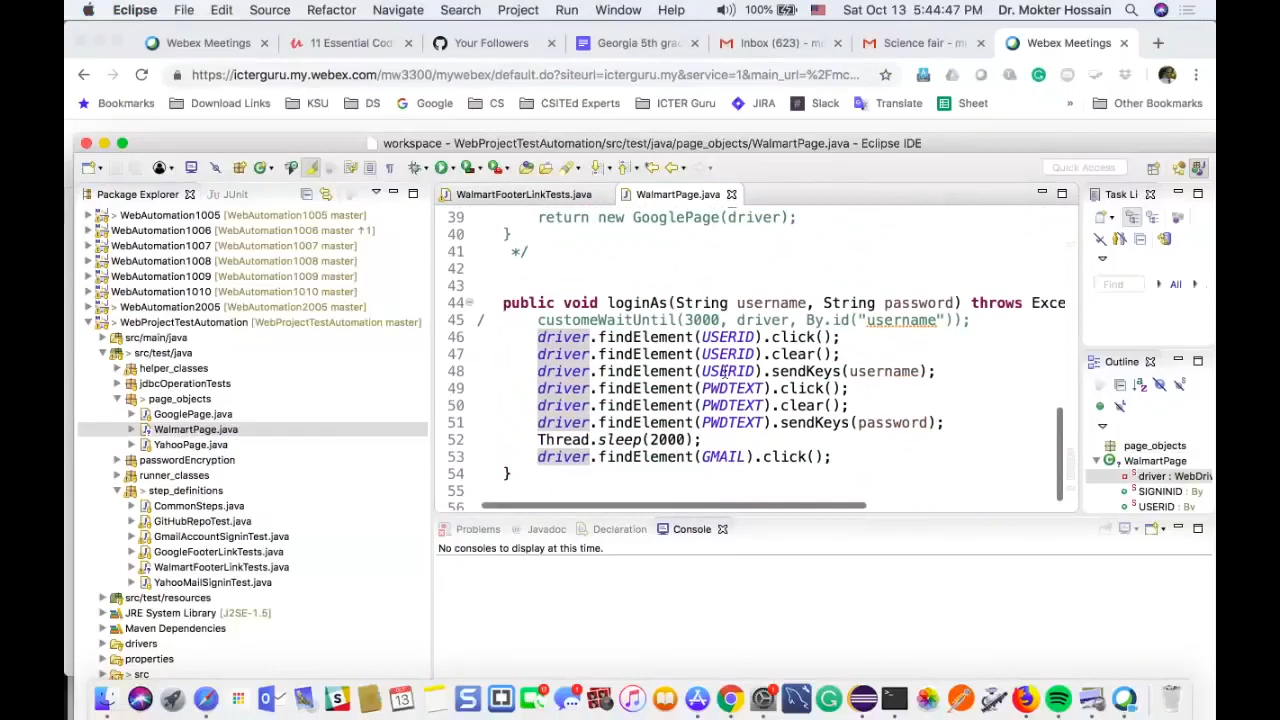 Eclipse File Edit Source Refactor Navigate Search Project Run Window Help 100% Sat Oct 13 5:44:47 PM Dr. Mokter Hossain
Webex Meetings 11 Essential Cod Your Followers Georgia 5th grad Inbox (623) - mo Science fair - m Webex Meetings
https://icterguru.my.webex.com/mw3300/mywebex/default.do?siteurl=icterguru.my&service=1&main_url=%2Fmc...
Bookmarks Download Links KSU DS Google CS CSITEd Experts ICTER Guru JIRA Slack Translate Sheet » Other Bookmarks
workspace - WebProjectTestAutomation/src/test/java/page_objects/WalmartPage.java - Eclipse IDE
Quick Access
Package Explorer JUnit
WalmartFooterLinkTests.java WalmartPage.java
Task Li
> WebAutomation1005 [WebAutomation1005 master]
WebAutomation1006 [WebAutomation1006 master ↑1]
WebAutomation1007 [WebAutomation1007 master]
WebAutomation1008 [WebAutomation1008 master]
WebAutomation1009 [WebAutomation1009 master]
WebAutomation1010 [WebAutomation1010 master]
> WebAutomation2005 [WebAutomation2005 master]
> WebProjectTestAutomation [WebProjectTestAutomation master]
src/main/java
> src/test/java
helper_classes
jdbcOperationTests
> page_objects
GooglePage.java
WalmartPage.java
YahooPage.java
passwordEncryption
runner_classes
> step_definitions
CommonSteps.java
GitHubRepoTest.java
GmailAccountSigninTest.java
GoogleFooterLinkTests.java
WalmartFooterLinkTests.java
YahooMailSigninTest.java
src/test/resources
JRE System Library [J2SE-1.5]
Maven Dependencies
drivers
properties
src
39 return new GooglePage(driver);
40 }
41 */
42
43
44 public void loginAs(String username, String password) throws Exce
45 / customeWaitUntil(3000, driver, By.id("username"));
46 driver.findElement(USERID).click();
47 driver.findElement(USERID).clear();
48 driver.findElement(USERID).sendKeys(username);
49 driver.findElement(PWDTEXT).click();
50 driver.findElement(PWDTEXT).clear();
51 driver.findElement(PWDTEXT).sendKeys(password);
52 Thread.sleep(2000);
53 driver.findElement(GMAIL).click();
54 }
55
56
Find All
Outline
page_objects
WalmartPage
driver : WebDriv
SIGNINID : By
USERID : By
Problems Javadoc Declaration Console
No consoles to display at this time.